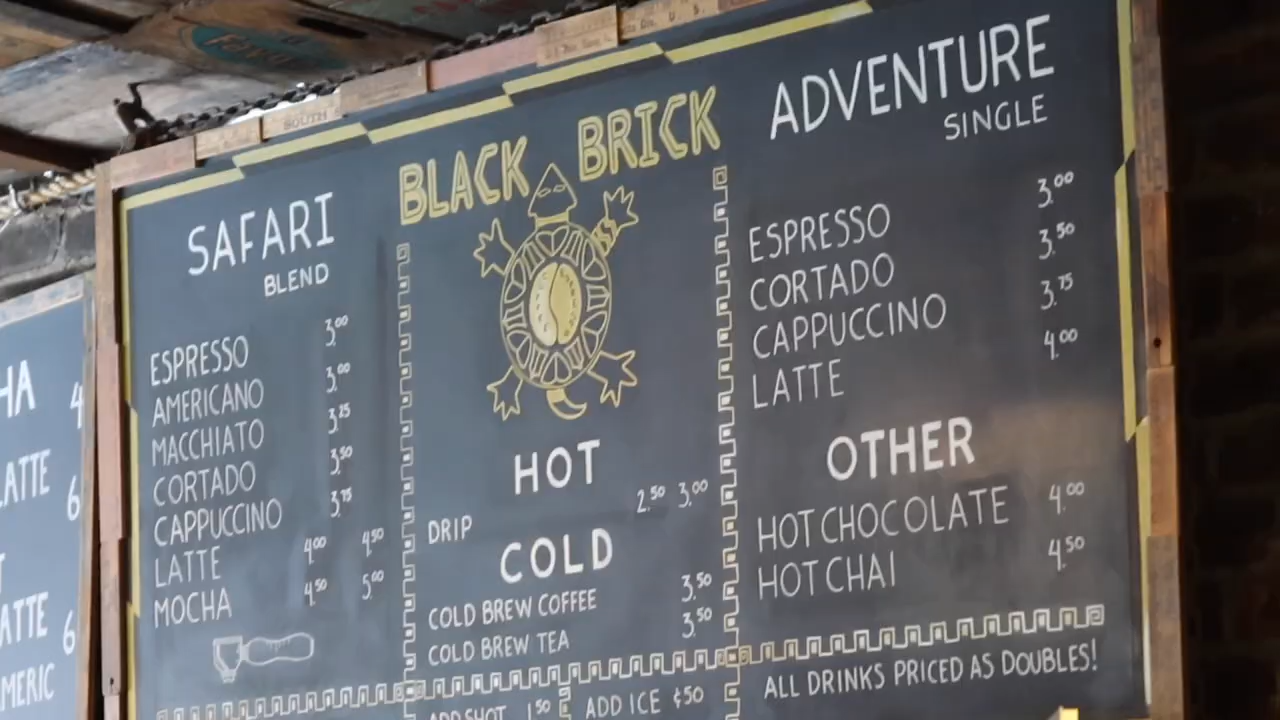 BLACK BRICK
SAFARI
BLEND
ESPRESSO 3.00
AMERICANO 3.00
MACCHIATO 3.25
CORTADO 3.50
CAPPUCCINO 3.75
LATTE 4.00 4.50
MOCHA 4.50 5.00
HOT
DRIP 2.50 3.00
COLD
COLD BREW COFFEE 3.50
COLD BREW TEA 3.50
ADD SHOT 1.50
ADD ICE ¢50
ADVENTURE
SINGLE
ESPRESSO 3.00
CORTADO 3.50
CAPPUCCINO 3.75
LATTE 4.00
OTHER
HOT CHOCOLATE 4.00
HOT CHAI 4.50
ALL DRINKS PRICED AS DOUBLES!
HA 4
LATTE 6
T
ATTE 6
MERIC
SOUTH